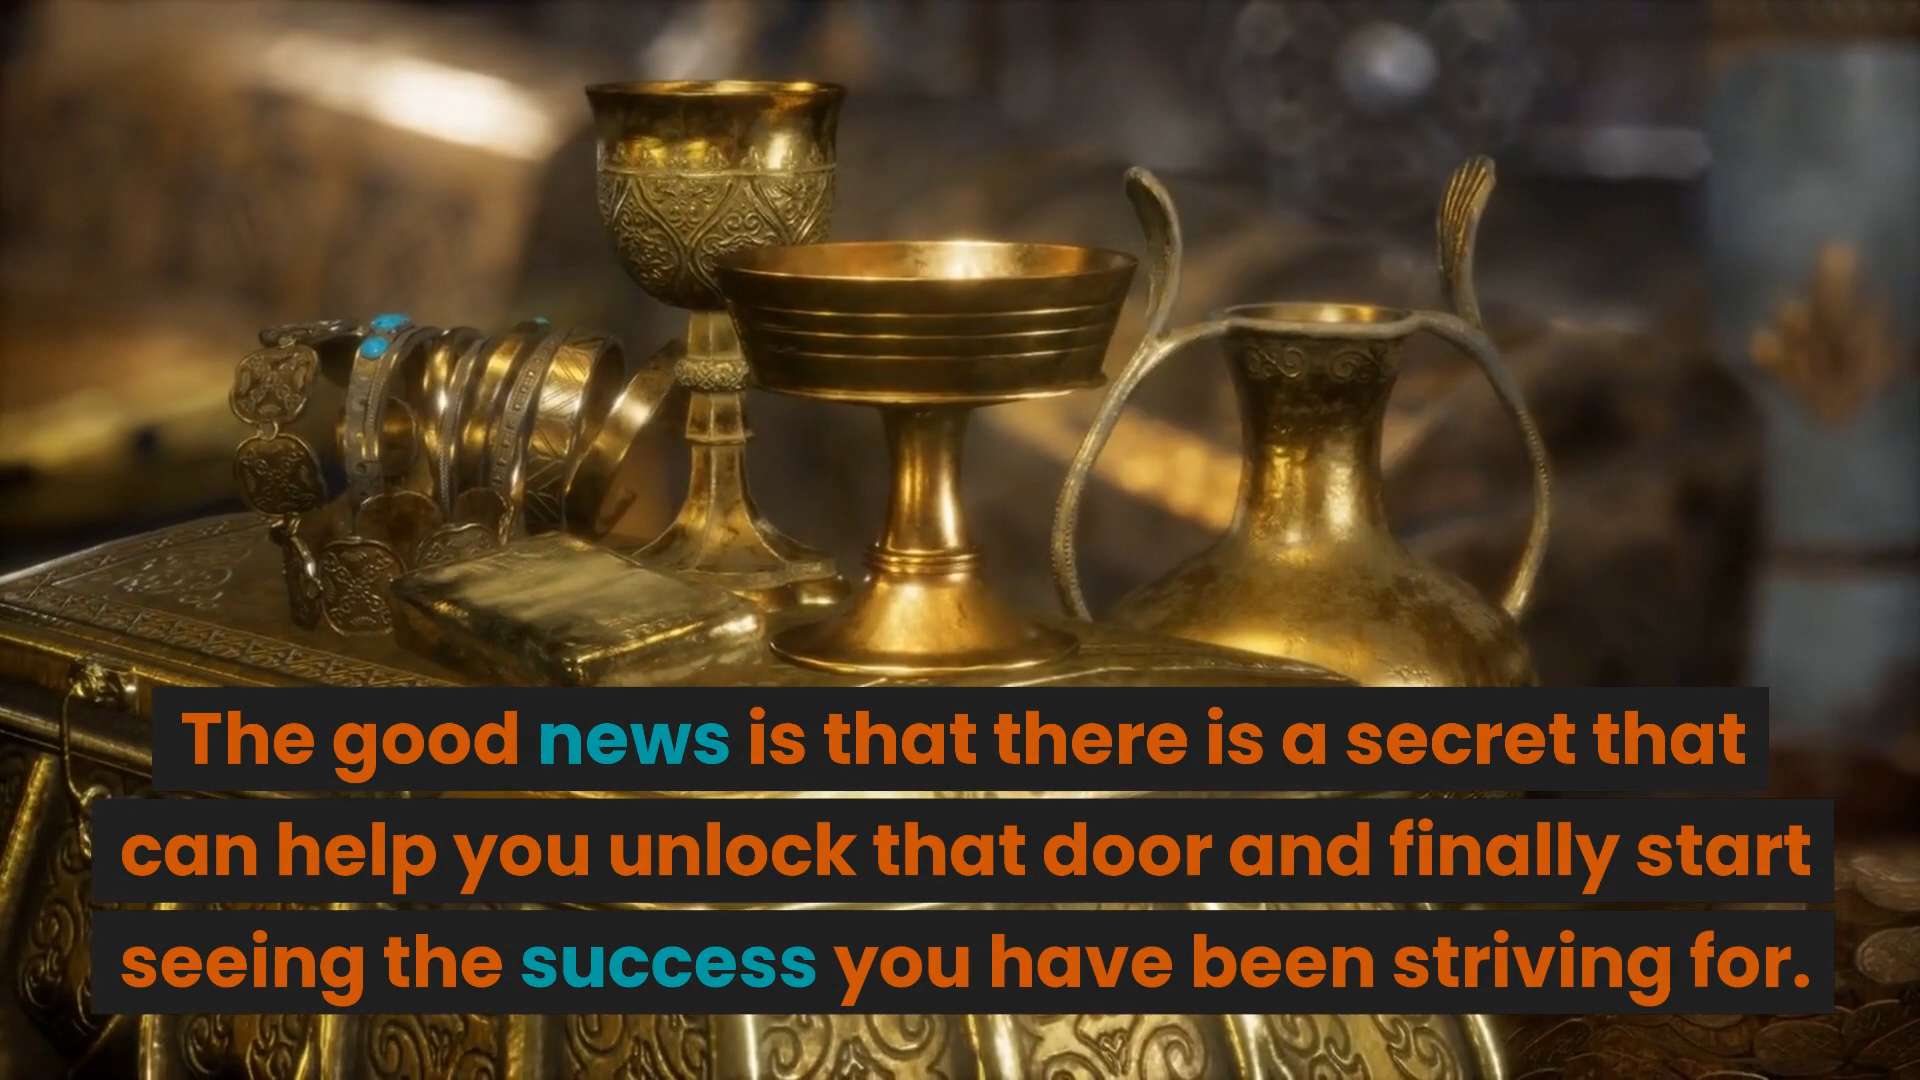 The good news is that there is a secret that
can help you unlock that door and finally start
seeing the success you have been striving for.